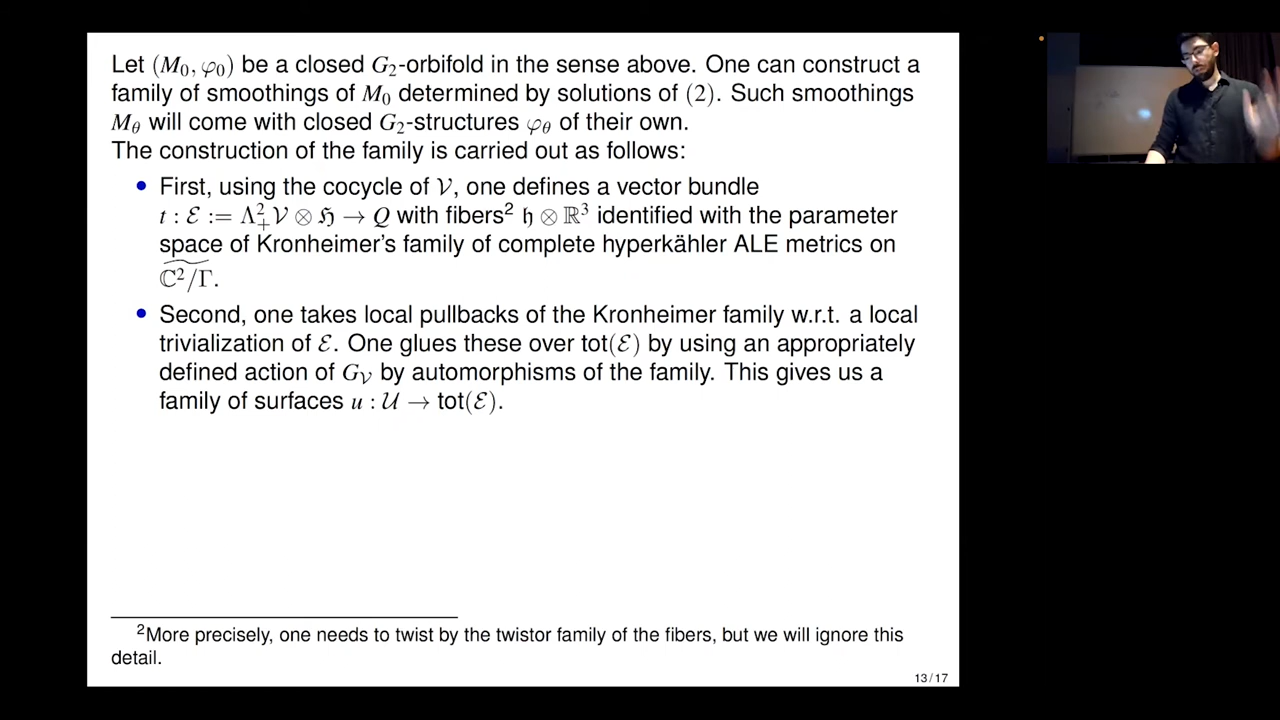 Let (M₀, φ₀) be a closed G₂-orbifold in the sense above. One can construct a
family of smoothings of M₀ determined by solutions of (2). Such smoothings
M_θ will come with closed G₂-structures φ_θ of their own.
The construction of the family is carried out as follows:
• First, using the cocycle of 𝒱, one defines a vector bundle
t : ℰ := Λ²₊𝒱 ⊗ ℌ → Q with fibers² 𝔥 ⊗ ℝ³ identified with the parameter
space of Kronheimer's family of complete hyperkähler ALE metrics on
\widetilde{ℂ²/Γ}.
• Second, one takes local pullbacks of the Kronheimer family w.r.t. a local
trivialization of ℰ. One glues these over tot(ℰ) by using an appropriately
defined action of G_𝒱 by automorphisms of the family. This gives us a
family of surfaces u : 𝒰 → tot(ℰ).
²More precisely, one needs to twist by the twistor family of the fibers, but we will ignore this
detail.
13 / 17